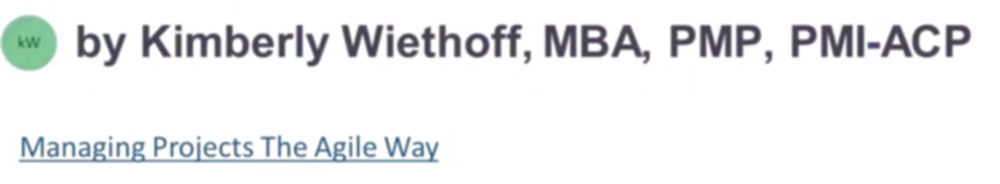 kW
by Kimberly Wiethoff, MBA, PMP, PMI-ACP
Managing Projects The Agile Way